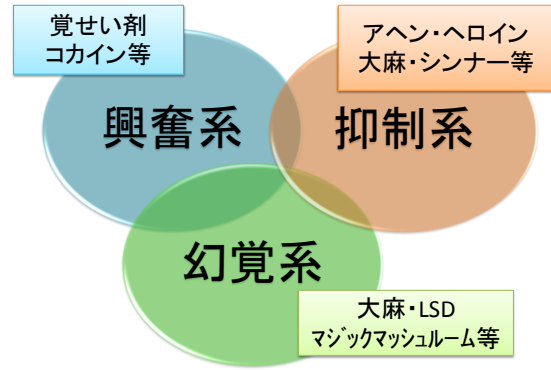 覚せい剤
コカイン等
アヘン・ヘロイン
大麻・シンナー等
興奮系
抑制系
幻覚系
大麻・LSD
マジックマッシュルーム等